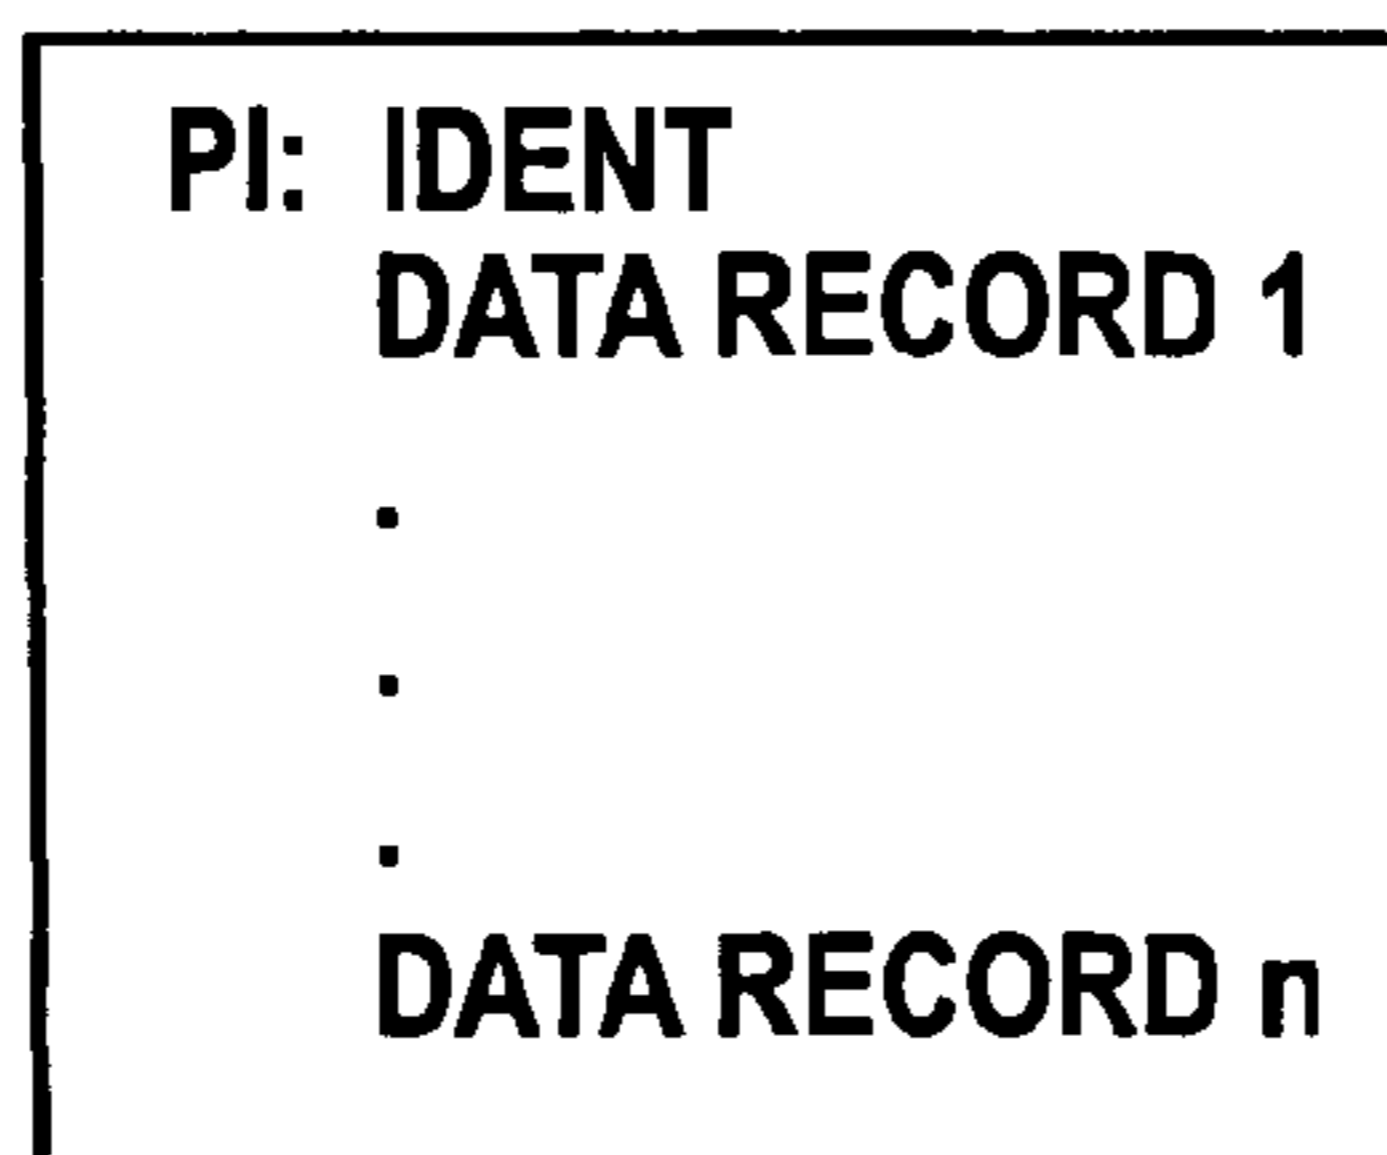 PI: IDENT
DATA RECORD 1
.
.
.
DATA RECORD n